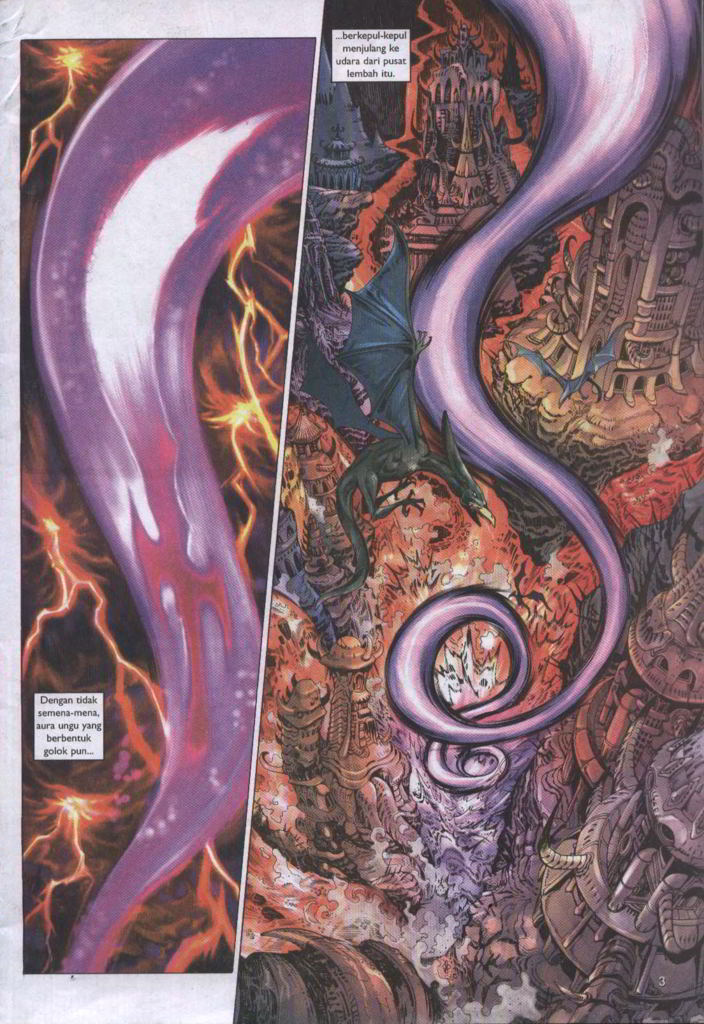 Dengan tidak
semena-mena,
aura ungu yang
berbentuk
golok pun...
...berkepul-kepul
menjulang ke
udara dari pusat
lembah itu.
3